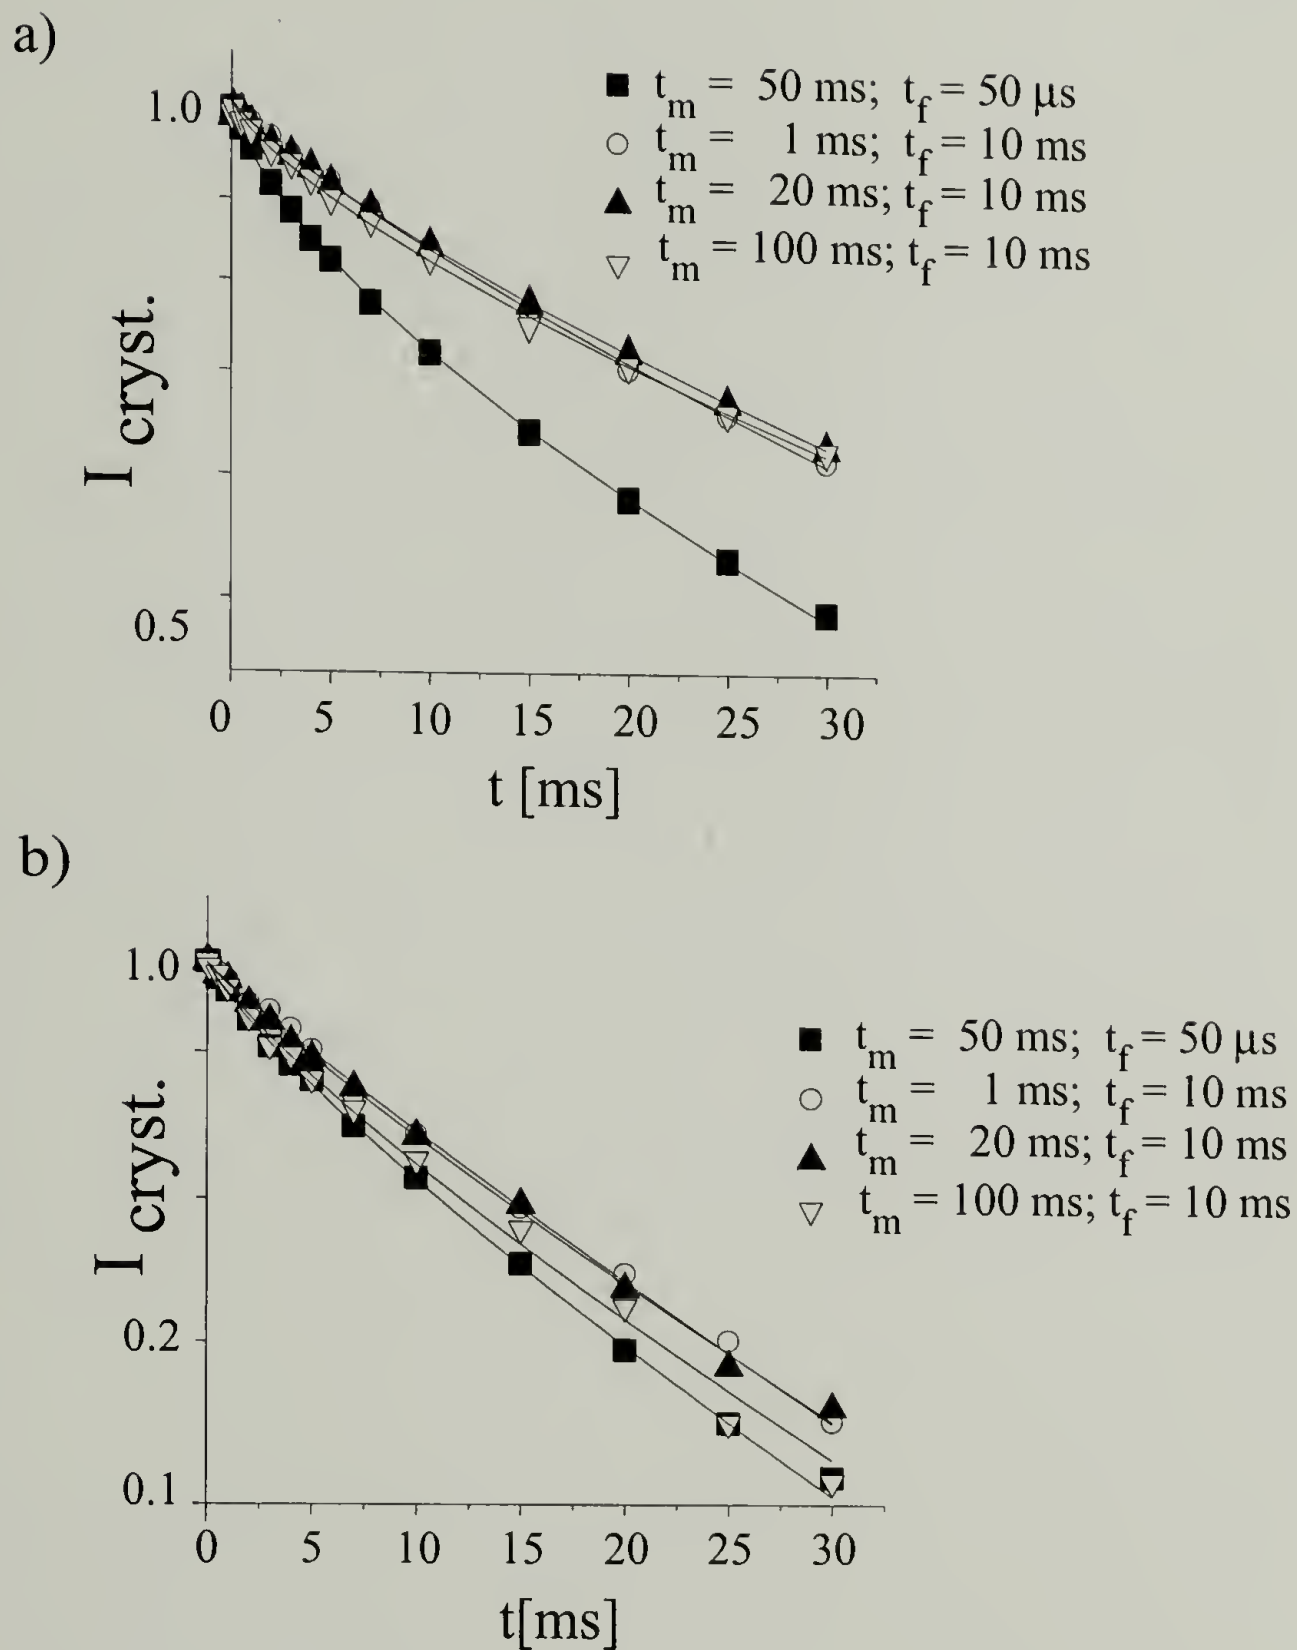 a)
■ t_m = 50 ms; t_f = 50 μs
○ t_m = 1 ms; t_f = 10 ms
▲ t_m = 20 ms; t_f = 10 ms
▽ t_m = 100 ms; t_f = 10 ms
1.0
0.5
I cryst.
0 5 10 15 20 25 30
t [ms]
b)
■ t_m = 50 ms; t_f = 50 μs
○ t_m = 1 ms; t_f = 10 ms
▲ t_m = 20 ms; t_f = 10 ms
▽ t_m = 100 ms; t_f = 10 ms
1.0
0.2
0.1
I cryst.
0 5 10 15 20 25 30
t[ms]